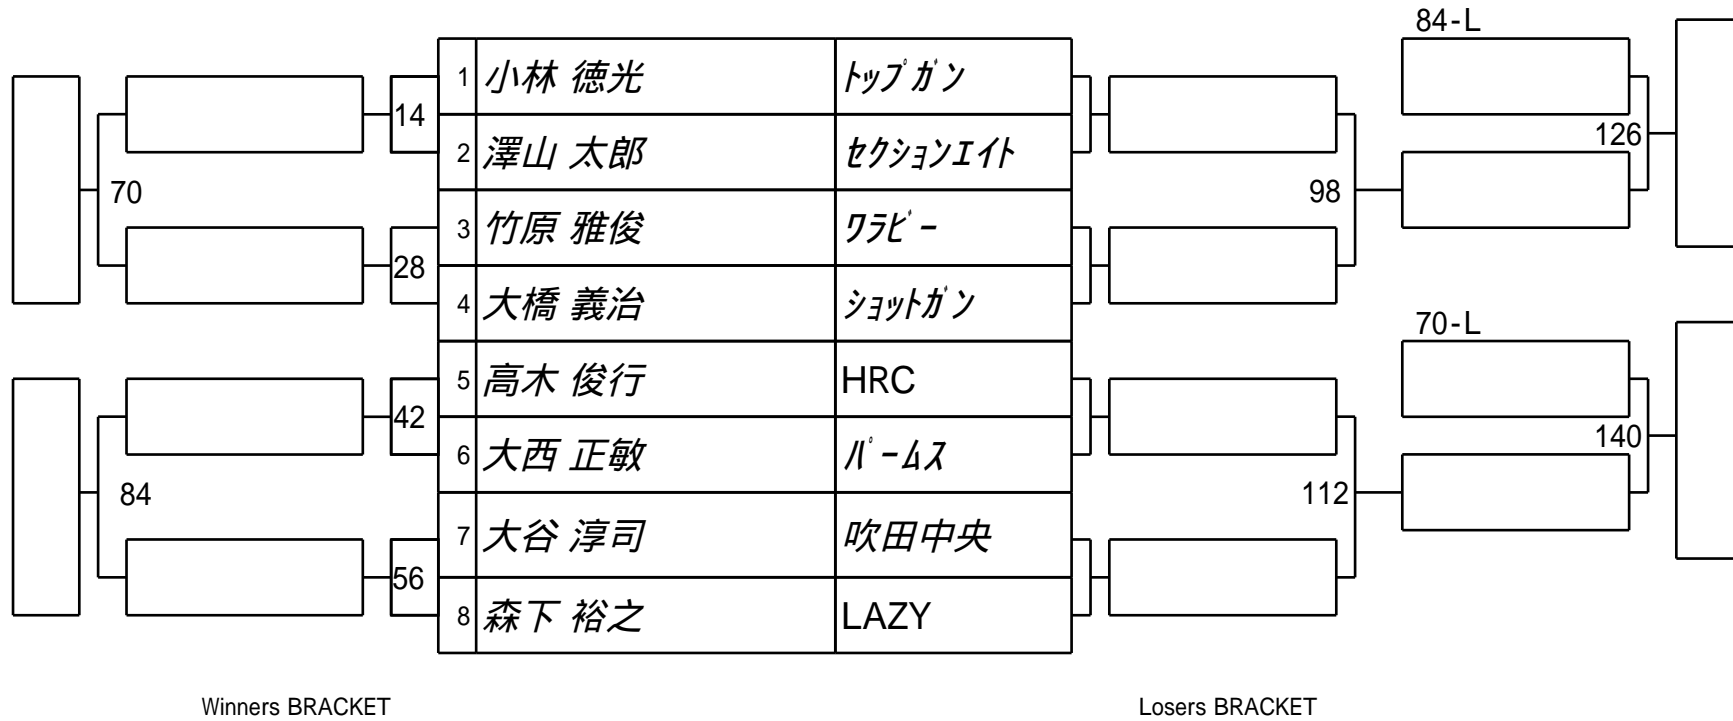 84-L
1 小林 徳光 トップガン
14
126
2 澤山 太郎 セクションエイト
70
98
3 竹原 雅俊 ワラビー
28
4 大橋 義治 ショットガン
70-L
5 高木 俊行 HRC
42
140
6 大西 正敏 パームス
84
112
7 大谷 淳司 吹田中央
56
8 森下 裕之 LAZY
Winners BRACKET
Losers BRACKET